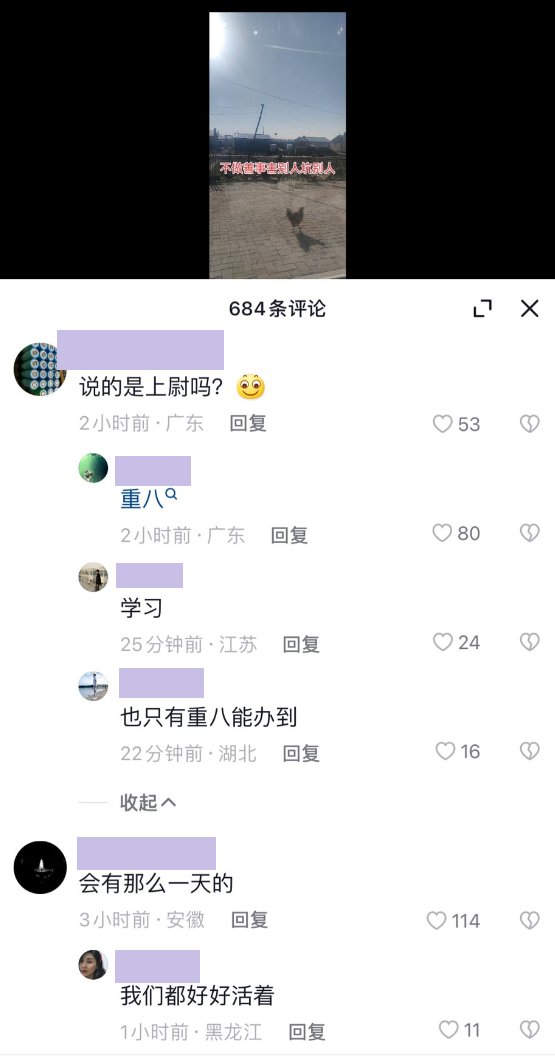 不做善事害别人坑别人
684条评论
说的是上尉吗?
2小时前·广东 回复 53
重八
2小时前·广东 回复 80
学习
25分钟前·江苏 回复 24
也只有重八能办到
22分钟前·湖北 回复 16
收起
会有那么一天的
3小时前·安徽 回复 114
我们都好好活着
1小时前·黑龙江 回复 11